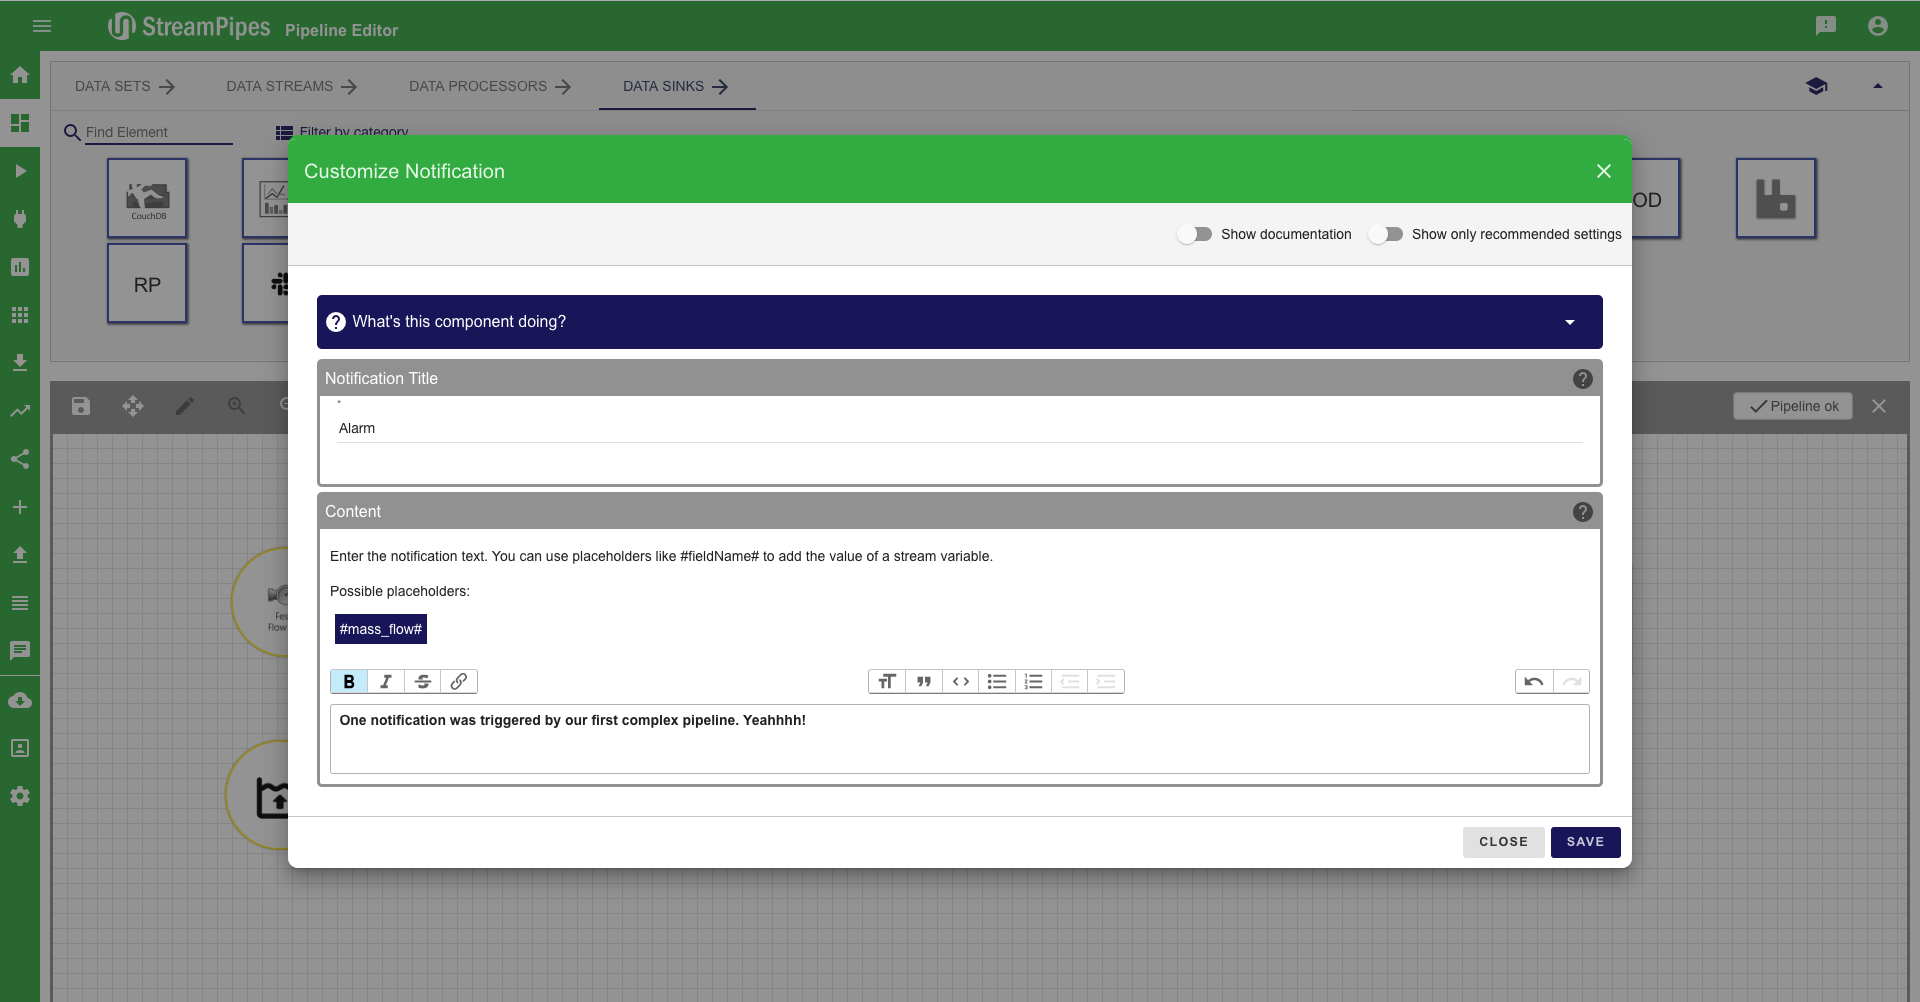 StreamPipes Pipeline Editor
DATA SETS
DATA STREAMS
DATA PROCESSORS
DATA SINKS
Find Element
Filter by category
CouchDB
OD
RP
Customize Notification
Show documentation
Show only recommended settings
? What's this component doing?
Notification Title ?
*
Alarm
Content ?
Enter the notification text. You can use placeholders like #fieldName# to add the value of a stream variable.
Possible placeholders:
#mass_flow#
B I S
One notification was triggered by our first complex pipeline. Yeahhhh!
CLOSE
SAVE
Pipeline ok
Fes
Flow